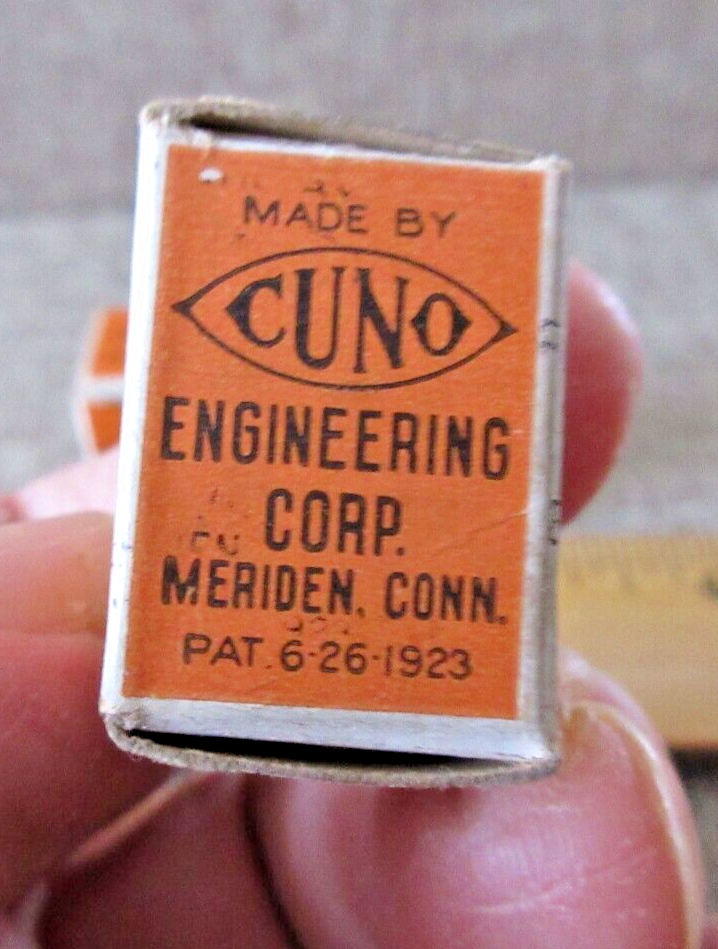 MADE BY
CUNO
ENGINEERING
CORP.
MERIDEN, CONN.
PAT. 6-26-1923